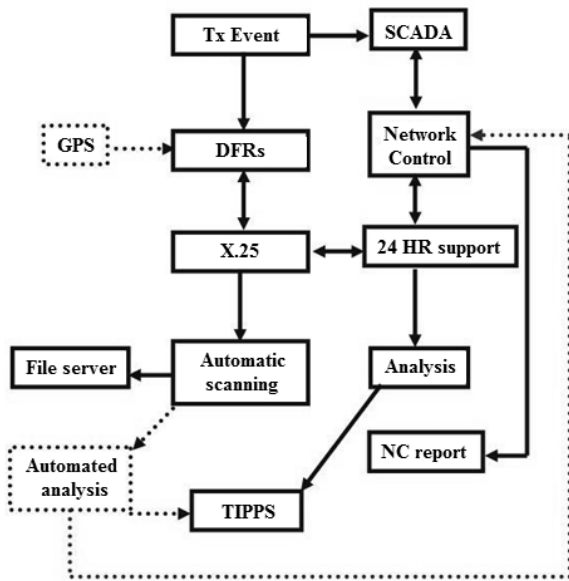 Tx Event
SCADA
GPS
DFRs
Network
Control
X.25
24 HR support
File server
Automatic
scanning
Analysis
Automated
analysis
NC report
TIPPS